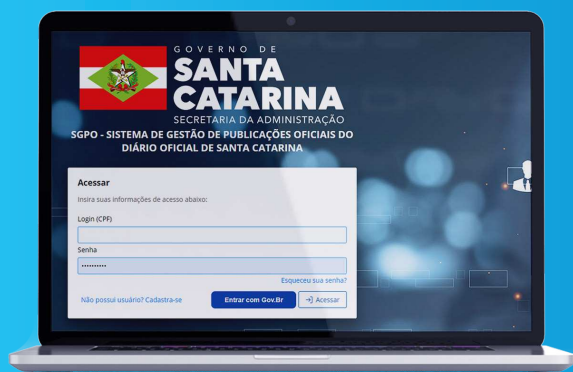 GOVERNO DE
SANTA
CATARINA
SECRETARIA DA ADMINISTRAÇÃO
SGPO - SISTEMA DE GESTÃO DE PUBLICAÇÕES OFICIAIS DO
DIÁRIO OFICIAL DE SANTA CATARINA
Acessar
Insira suas informações de acesso abaixo:
Login (CPF)
Senha
••••••••••
Esqueceu sua senha?
Não possui usuário? Cadastra-se
Entrar com Gov.Br
Acessar